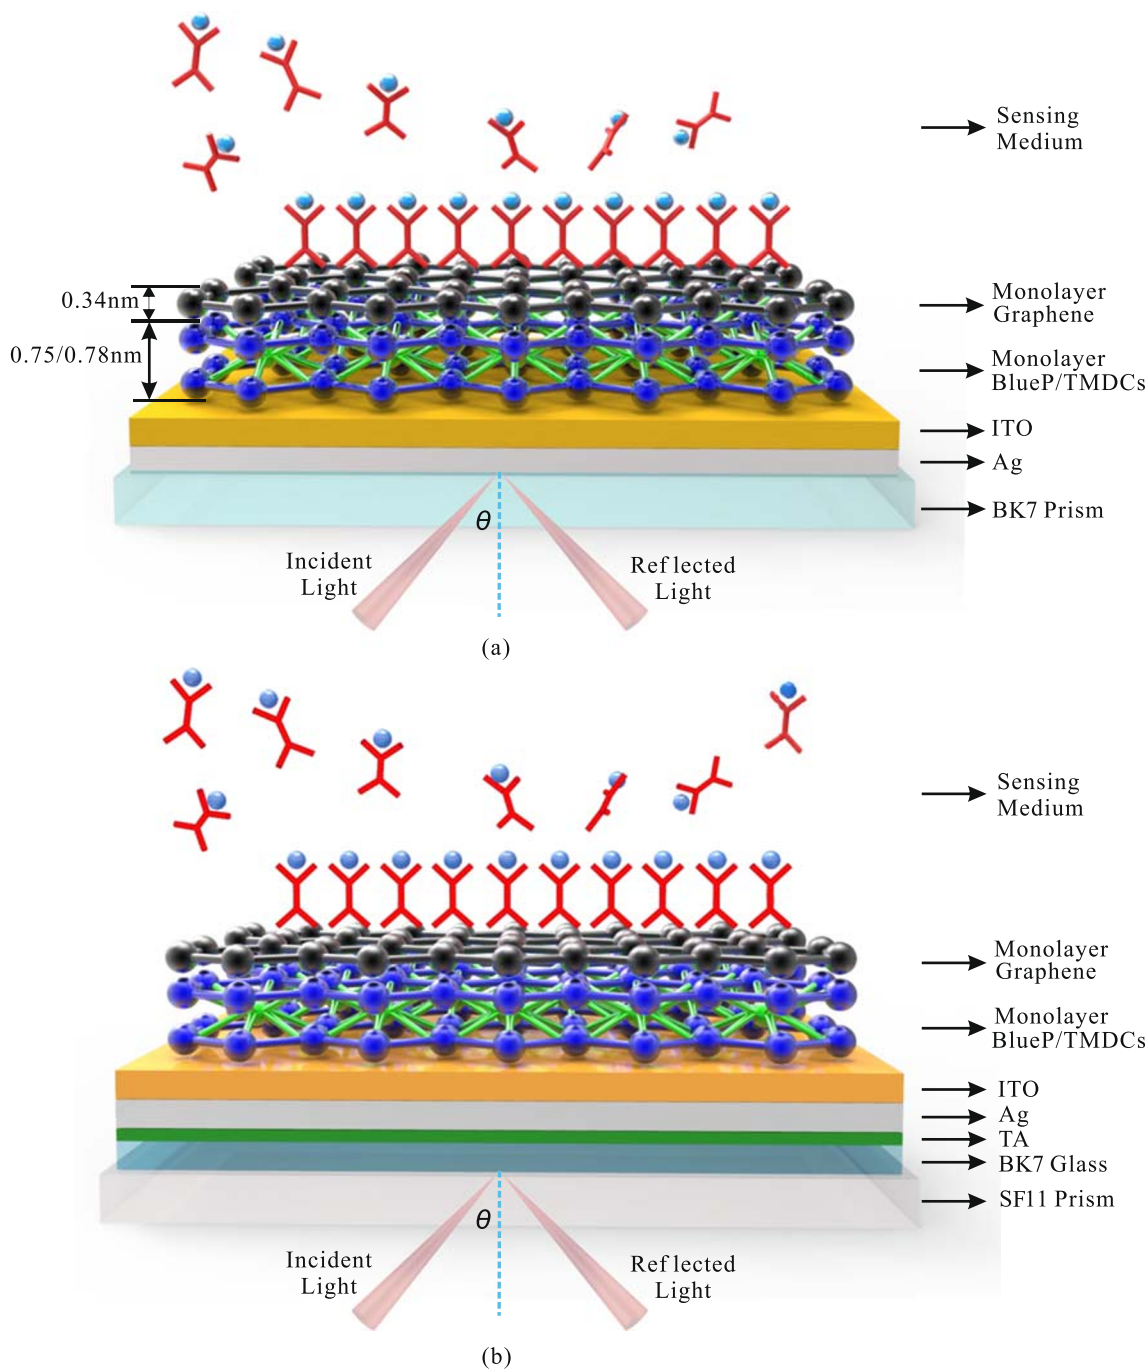 Sensing
Medium
0.34nm
Monolayer
Graphene
0.75/0.78nm
Monolayer
BlueP/TMDCs
ITO
Ag
BK7 Prism
θ
Incident
Light
Ref lected
Light
(a)
Sensing
Medium
Monolayer
Graphene
Monolayer
BlueP/TMDCs
ITO
Ag
TA
BK7 Glass
SF11 Prism
θ
Incident
Light
Ref lected
Light
(b)